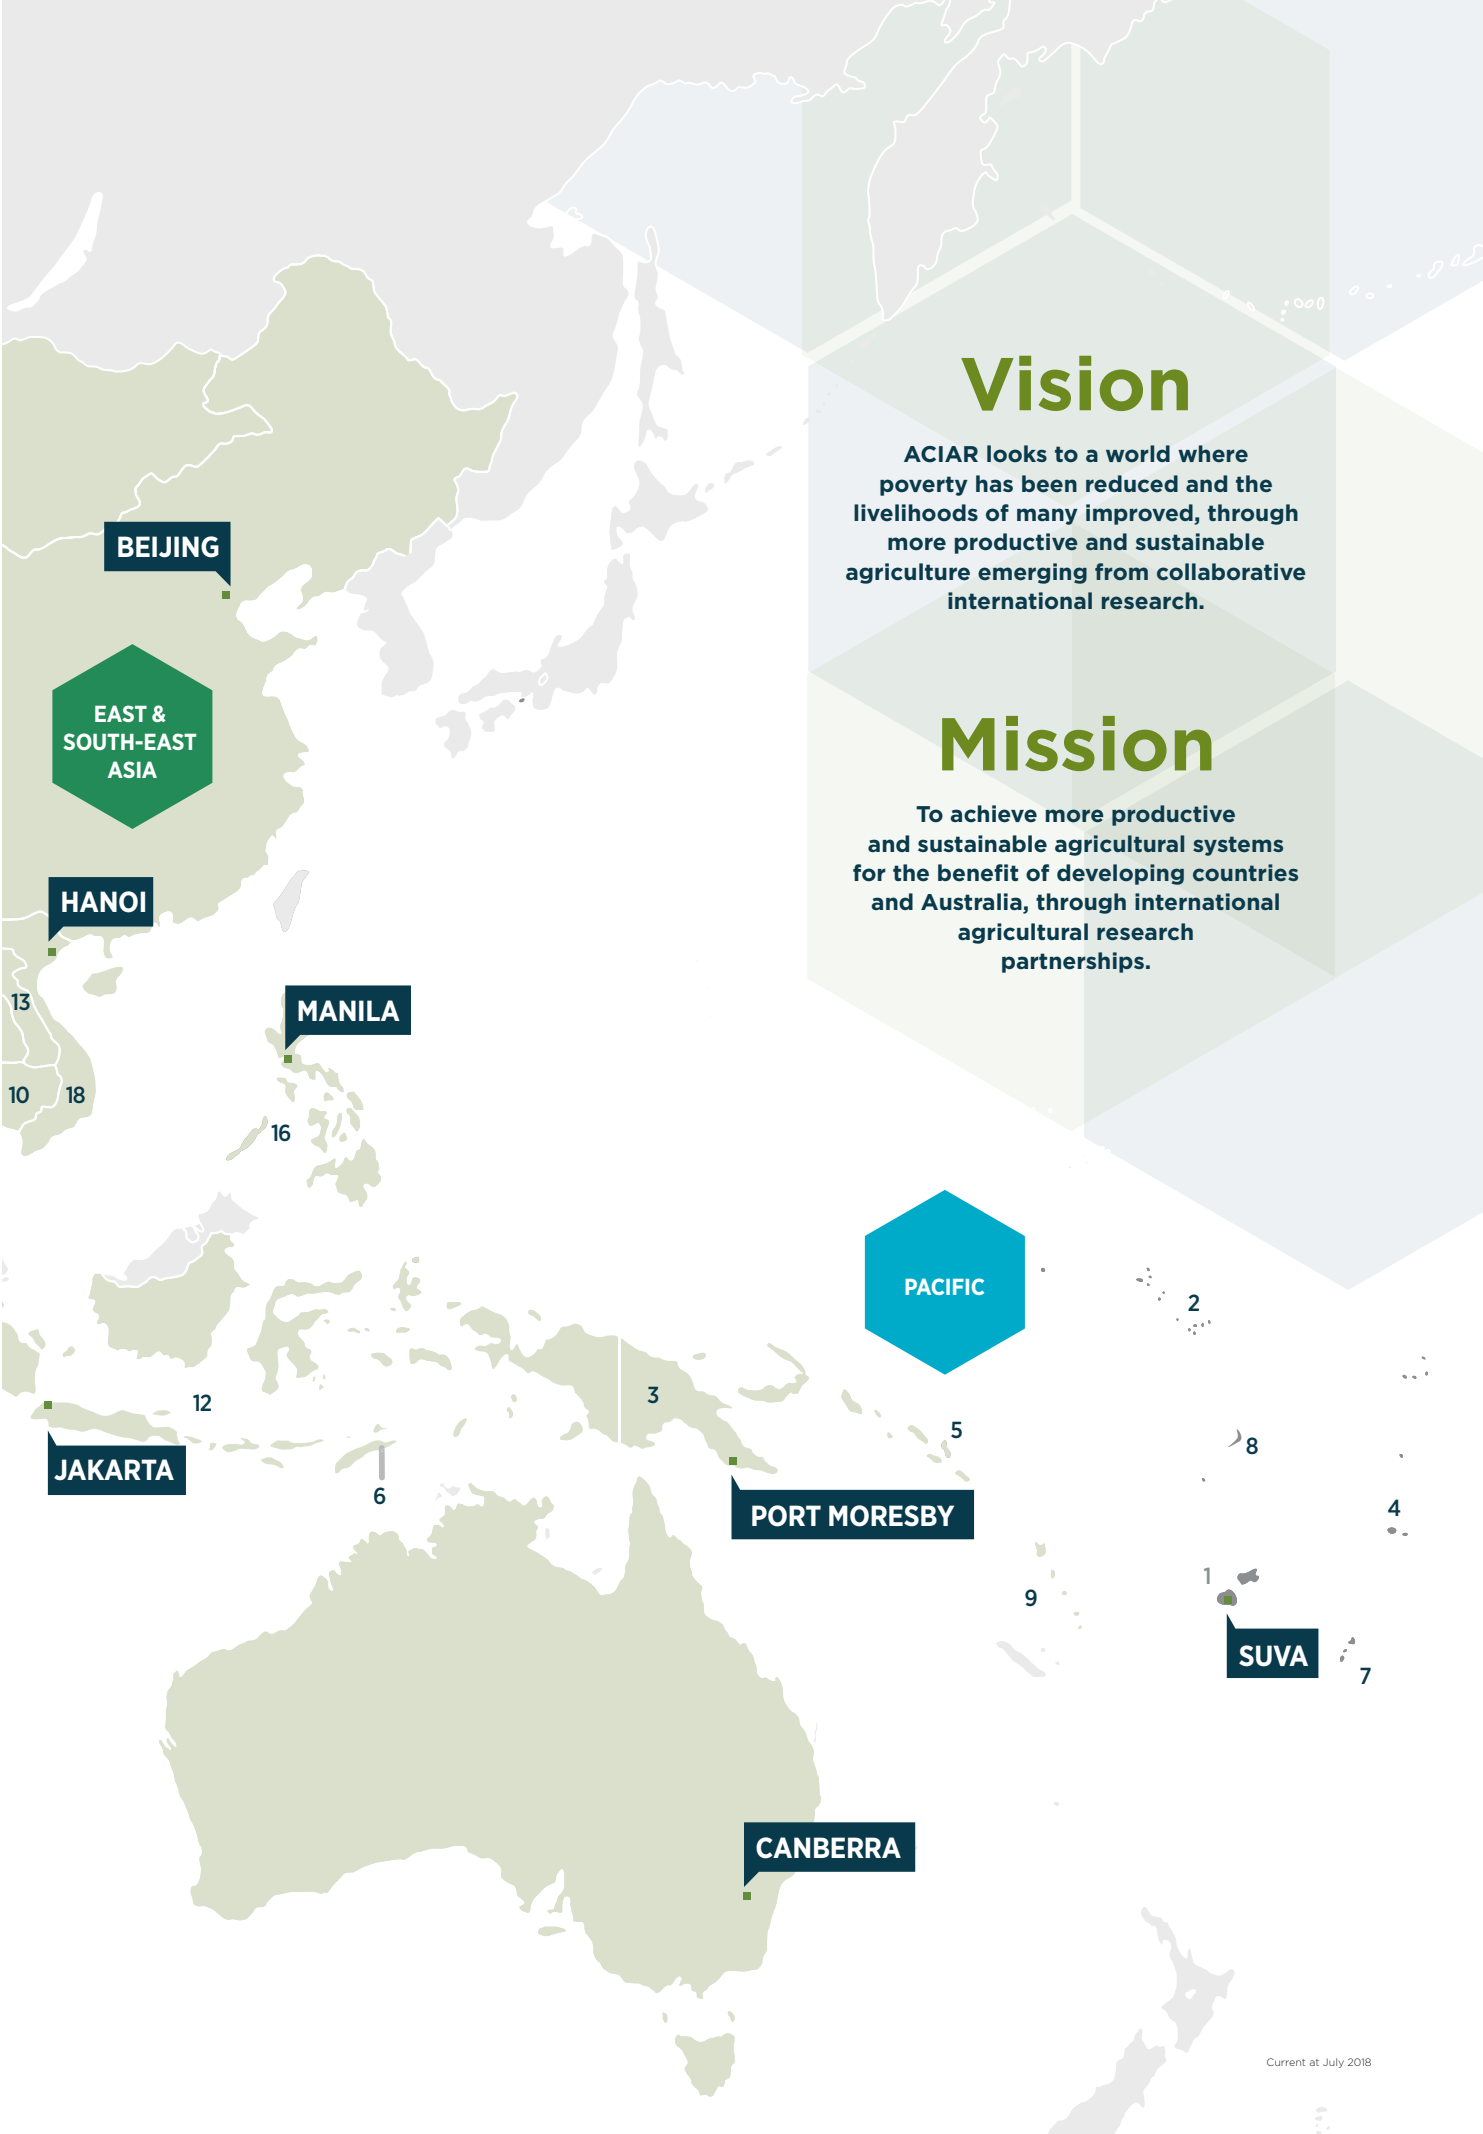 Vision
ACIAR looks to a world where
poverty has been reduced and the
livelihoods of many improved, through
more productive and sustainable
agriculture emerging from collaborative
international research.
BEIJING
EAST &
SOUTH-EAST
ASIA
Mission
To achieve more productive
and sustainable agricultural systems
for the benefit of developing countries
and Australia, through international
agricultural research
partnerships.
HANOI
13
MANILA
10
18
16
PACIFIC
2
3
12
5
8
JAKARTA
6
PORT MORESBY
4
1
9
SUVA
7
CANBERRA
Current at July 2018